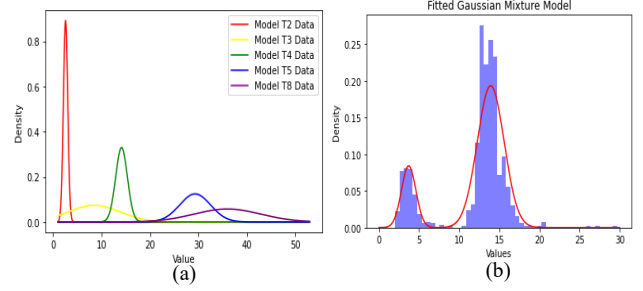 Fitted Gaussian Mixture Model
Model T2 Data
Model T3 Data
Model T4 Data
Model T5 Data
Model T8 Data
Density
0.8
0.6
0.4
0.2
0.0
0
10
20
30
40
50
Value
(a)
Density
0.25
0.20
0.15
0.10
0.05
0.00
0
5
10
15
20
25
30
Values
(b)